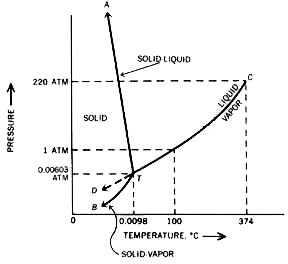 A
SOLID-LIQUID
220 ATM
C
LIQUID
VAPOR
SOLID
PRESSURE
1 ATM
0.00603
ATM
T
D
B
0
0.0098
100
374
TEMPERATURE, °C
SOLID-VAPOR